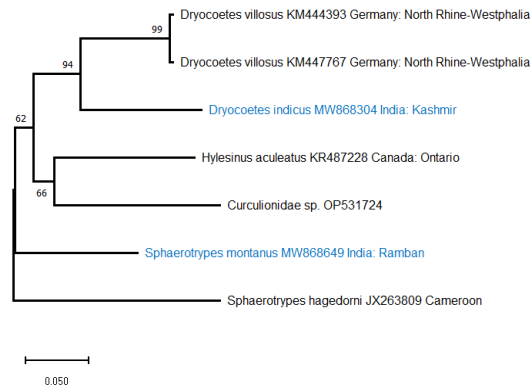 Dryocoetes villosus KM444393 Germany: North Rhine-Westphalia
99
Dryocoetes villosus KM447767 Germany: North Rhine-Westphalia
94
Dryocoetes indicus MW868304 India: Kashmir
62
Hylesinus aculeatus KR487228 Canada: Ontario
66
Curculionidae sp. OP531724
Sphaerotrypes montanus MW868649 India: Ramban
Sphaerotrypes hagedorni JX263809 Cameroon
0.050